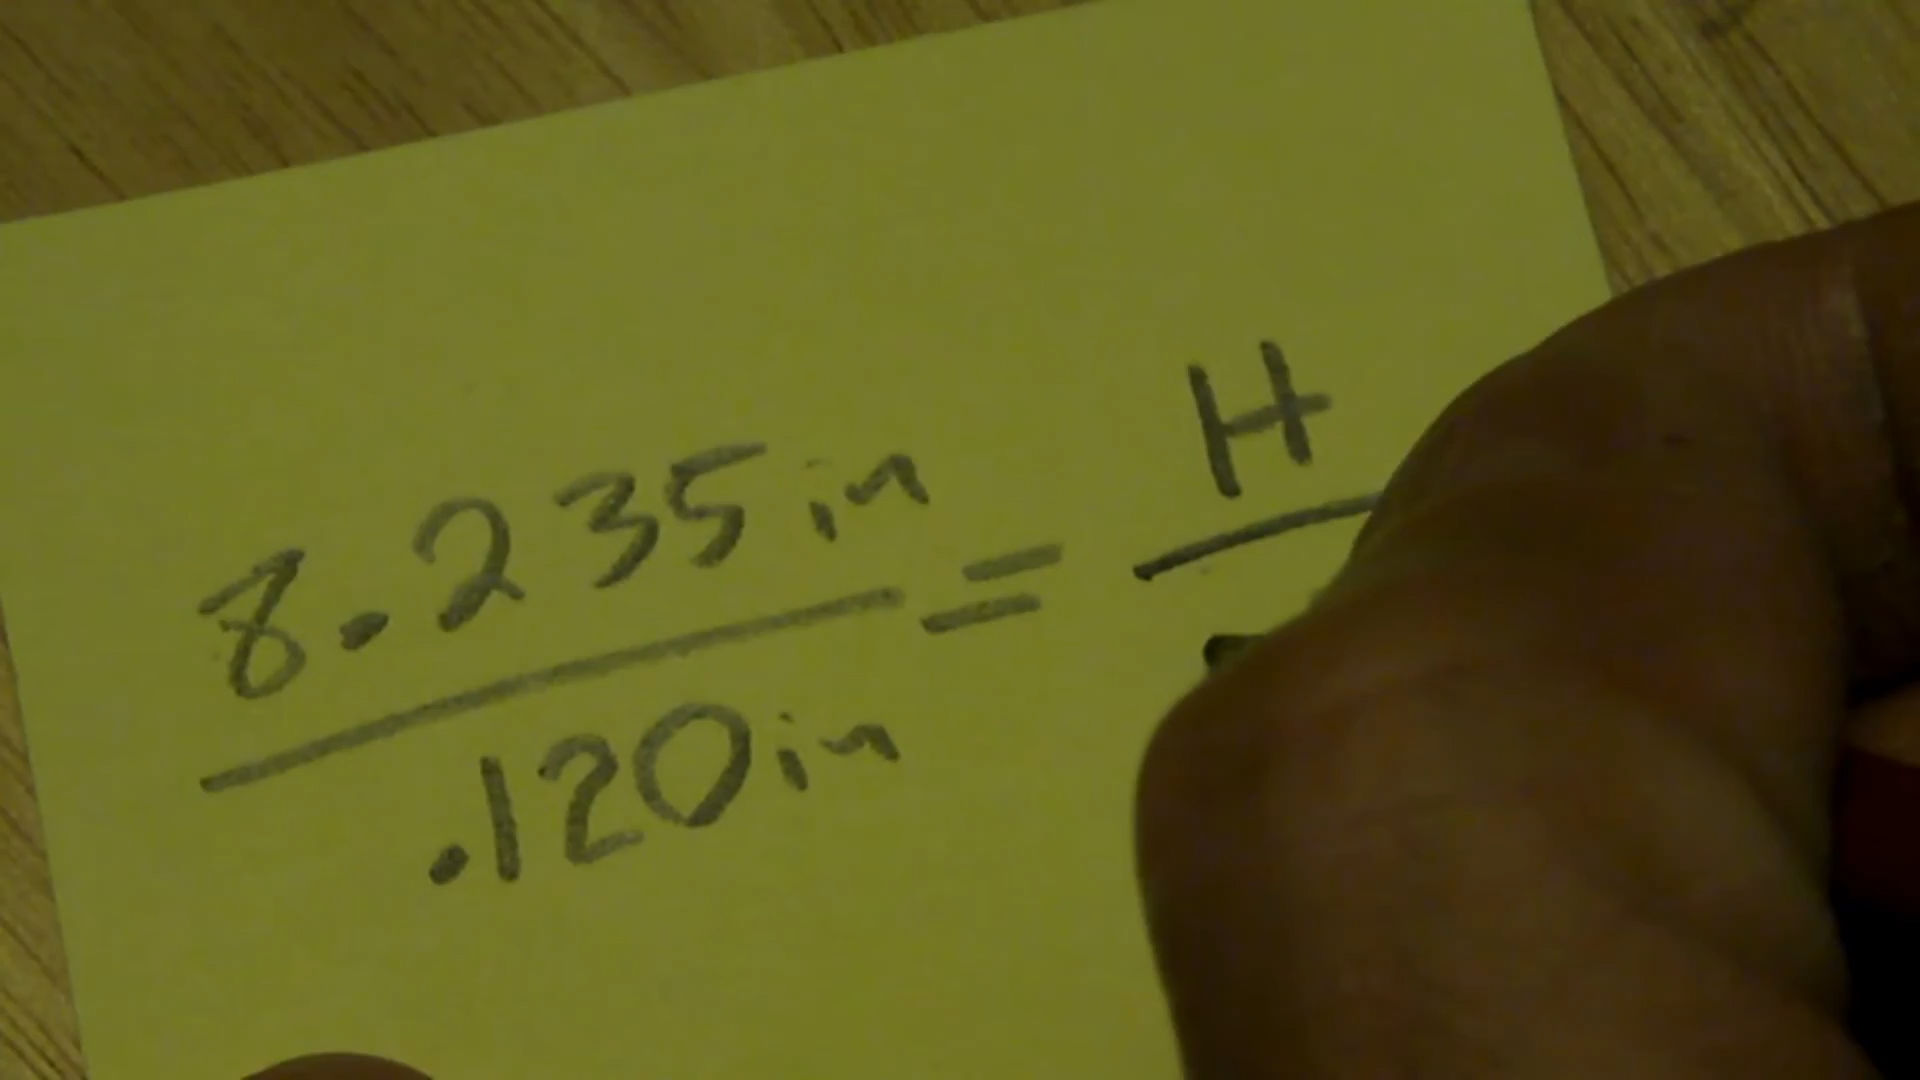 8.235in
.120in
=
H